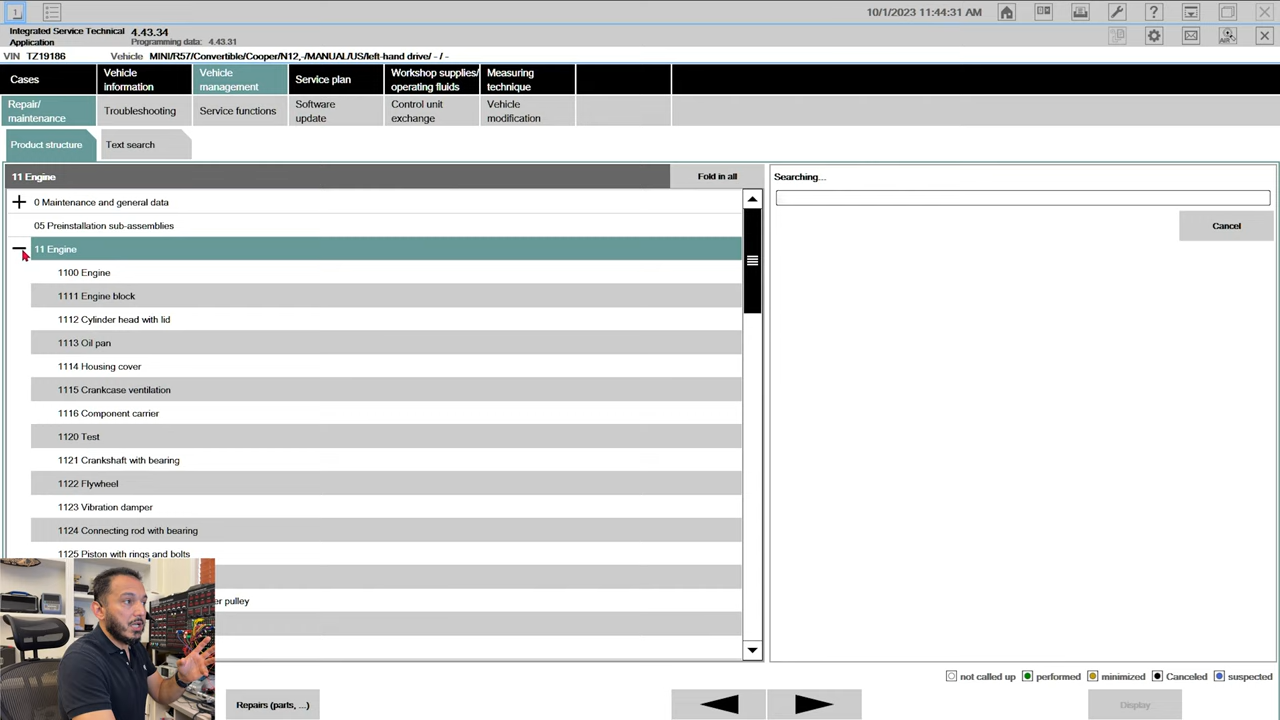 1
10/1/2023 11:44:31 AM
?
Integrated Service Technical
Application
4.43.34
Programming data: 4.43.31
AIR
VIN TZ19186 Vehicle MINI/R57/Convertible/Cooper/N12,-/MANUAL/US/left-hand drive/ - / -
Cases
Vehicle
information
Vehicle
management
Service plan
Workshop supplies/
operating fluids
Measuring
technique
Repair/
maintenance
Troubleshooting
Service functions
Software
update
Control unit
exchange
Vehicle
modification
Product structure
Text search
11 Engine
Fold in all
0 Maintenance and general data
05 Preinstallation sub-assemblies
11 Engine
1100 Engine
1111 Engine block
1112 Cylinder head with lid
1113 Oil pan
1114 Housing cover
1115 Crankcase ventilation
1116 Component carrier
1120 Test
1121 Crankshaft with bearing
1122 Flywheel
1123 Vibration damper
1124 Connecting rod with bearing
1125 Piston with rings and bolts
pulley
Searching...
Cancel
not called up performed minimized Canceled suspected
Repairs (parts, ...)
Display